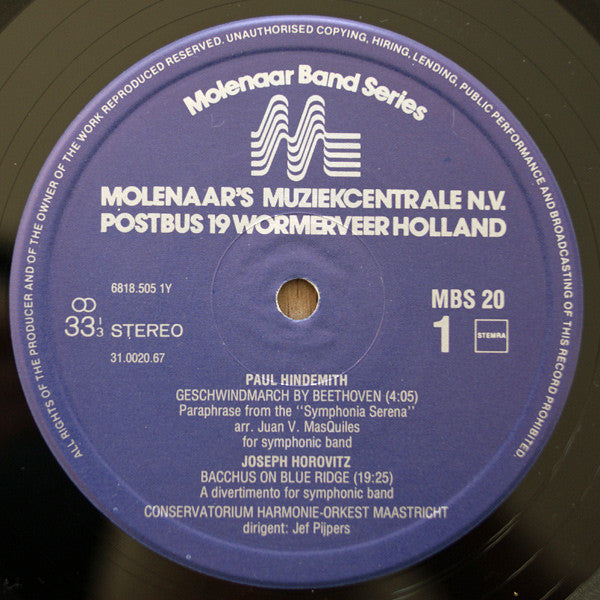 ALL RIGHTS OF THE PRODUCER AND OF THE OWNER OF THE WORK REPRODUCED RESERVED. UNAUTHORISED COPYING, HIRING, LENDING, PUBLIC PERFORMANCE AND BROADCASTING OF THIS RECORD PROHIBITED.
Molenaar Band Series
MOLENAAR'S MUZIEKCENTRALE N.V.
POSTBUS 19 WORMERVEER HOLLAND
6818.505 1Y
MBS 20
33 1/3 STEREO
1 STEMRA
31.0020.67
PAUL HINDEMITH
GESCHWINDMARCH BY BEETHOVEN (4:05)
Paraphrase from the ''Symphonia Serena''
arr. Juan V. MasQuiles
for symphonic band
JOSEPH HOROVITZ
BACCHUS ON BLUE RIDGE (19:25)
A divertimento for symphonic band
CONSERVATORIUM HARMONIE-ORKEST MAASTRICHT
dirigent: Jef Pijpers